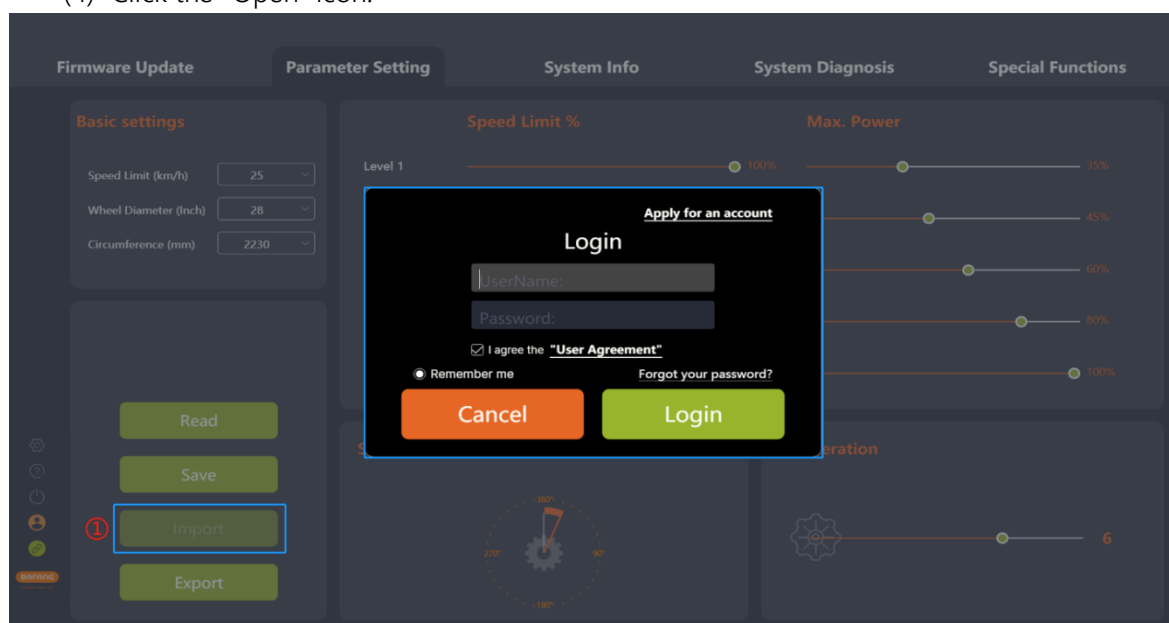 (4) Click the "Open" icon.
Firmware Update Parameter Setting System Info System Diagnosis Special Functions
Basic settings
Speed Limit (km/h) 25
Wheel Diameter (Inch) 28
Circumference (mm) 2230
Speed Limit % Max. Power
Level 1 100% 35%
45%
60%
80%
100%
Apply for an account
Login
UserName:
Password:
I agree the "User Agreement"
Remember me Forgot your password?
Cancel Login
Read
Save
① Import
Export
BAFANG
360°
270° 90°
180°
6